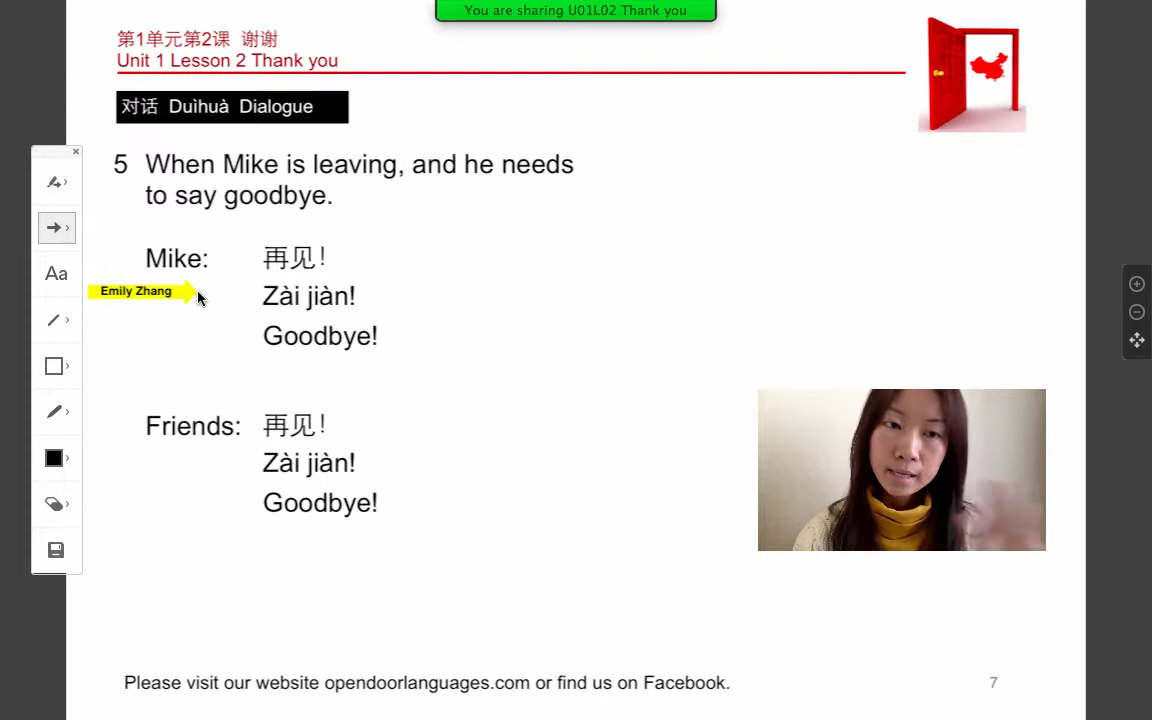 You are sharing U01L02 Thank you
第1单元第2课 谢谢
Unit 1 Lesson 2 Thank you
对话 Duìhuà Dialogue
5 When Mike is leaving, and he needs
to say goodbye.
Mike: 再见！
Emily Zhang
Zài jiàn!
Goodbye!
Friends: 再见！
Zài jiàn!
Goodbye!
Aa
Please visit our website opendoorlanguages.com or find us on Facebook.
7